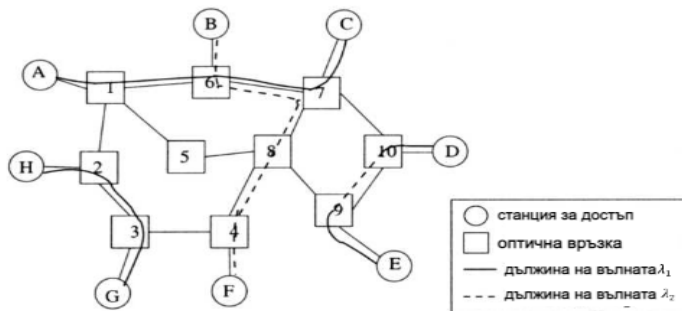 B
C
A
1
6
7
5
8
10
D
H
2
9
3
4
E
G
F
станция за достъп
оптична връзка
дължина на вълната λ₁
дължина на вълната λ₂